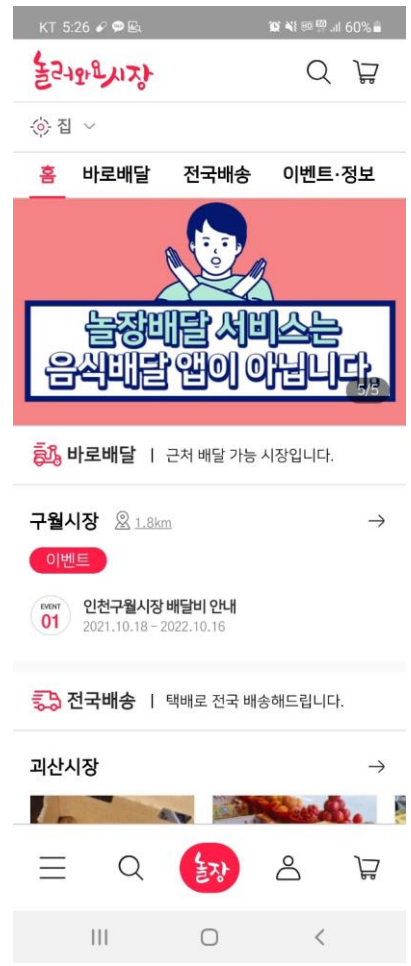 KT 5:26
60%
놀러와요시장
집
홈 바로배달 전국배송 이벤트·정보
놀장배달 서비스는
음식배달 앱이 아닙니다.
5/5
바로배달 | 근처 배달 가능 시장입니다.
구월시장 1.8km
이벤트
EVENT
01
인천구월시장 배달비 안내
2021.10.18 - 2022.10.16
전국배송 | 택배로 전국 배송해드립니다.
괴산시장
놀장